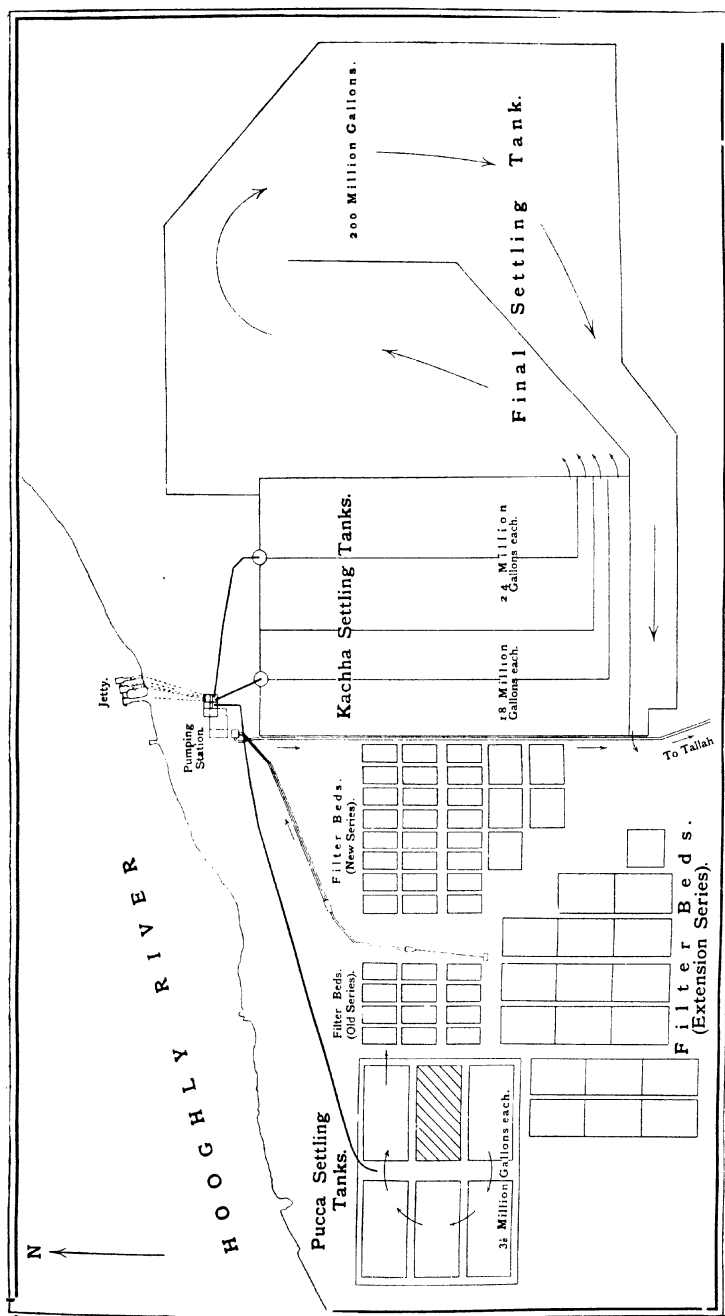 N
HOOGHLY RIVER
Jetty.
Pumping
Station.
Pucca Settling
Tanks.
3½ Million Gallons each.
Filter Beds.
(Old Series).
Filter Beds.
(New Series).
Filter Beds.
(Extension Series).
To Tallah
Kachha Settling Tanks.
18 Million
Gallons each.
24 Million
Gallons each.
Final Settling Tank.
200 Million Gallons.